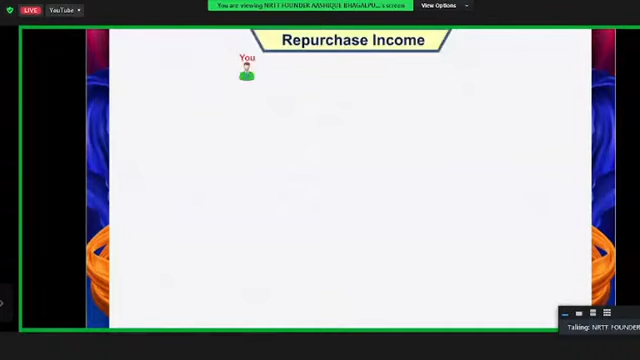 You are viewing NRTT FOUNDER AASHIQUE BHAGALPU...'s screen
View Options
LIVE
YouTube
Repurchase Income
You
Talking: NRTT FOUNDER